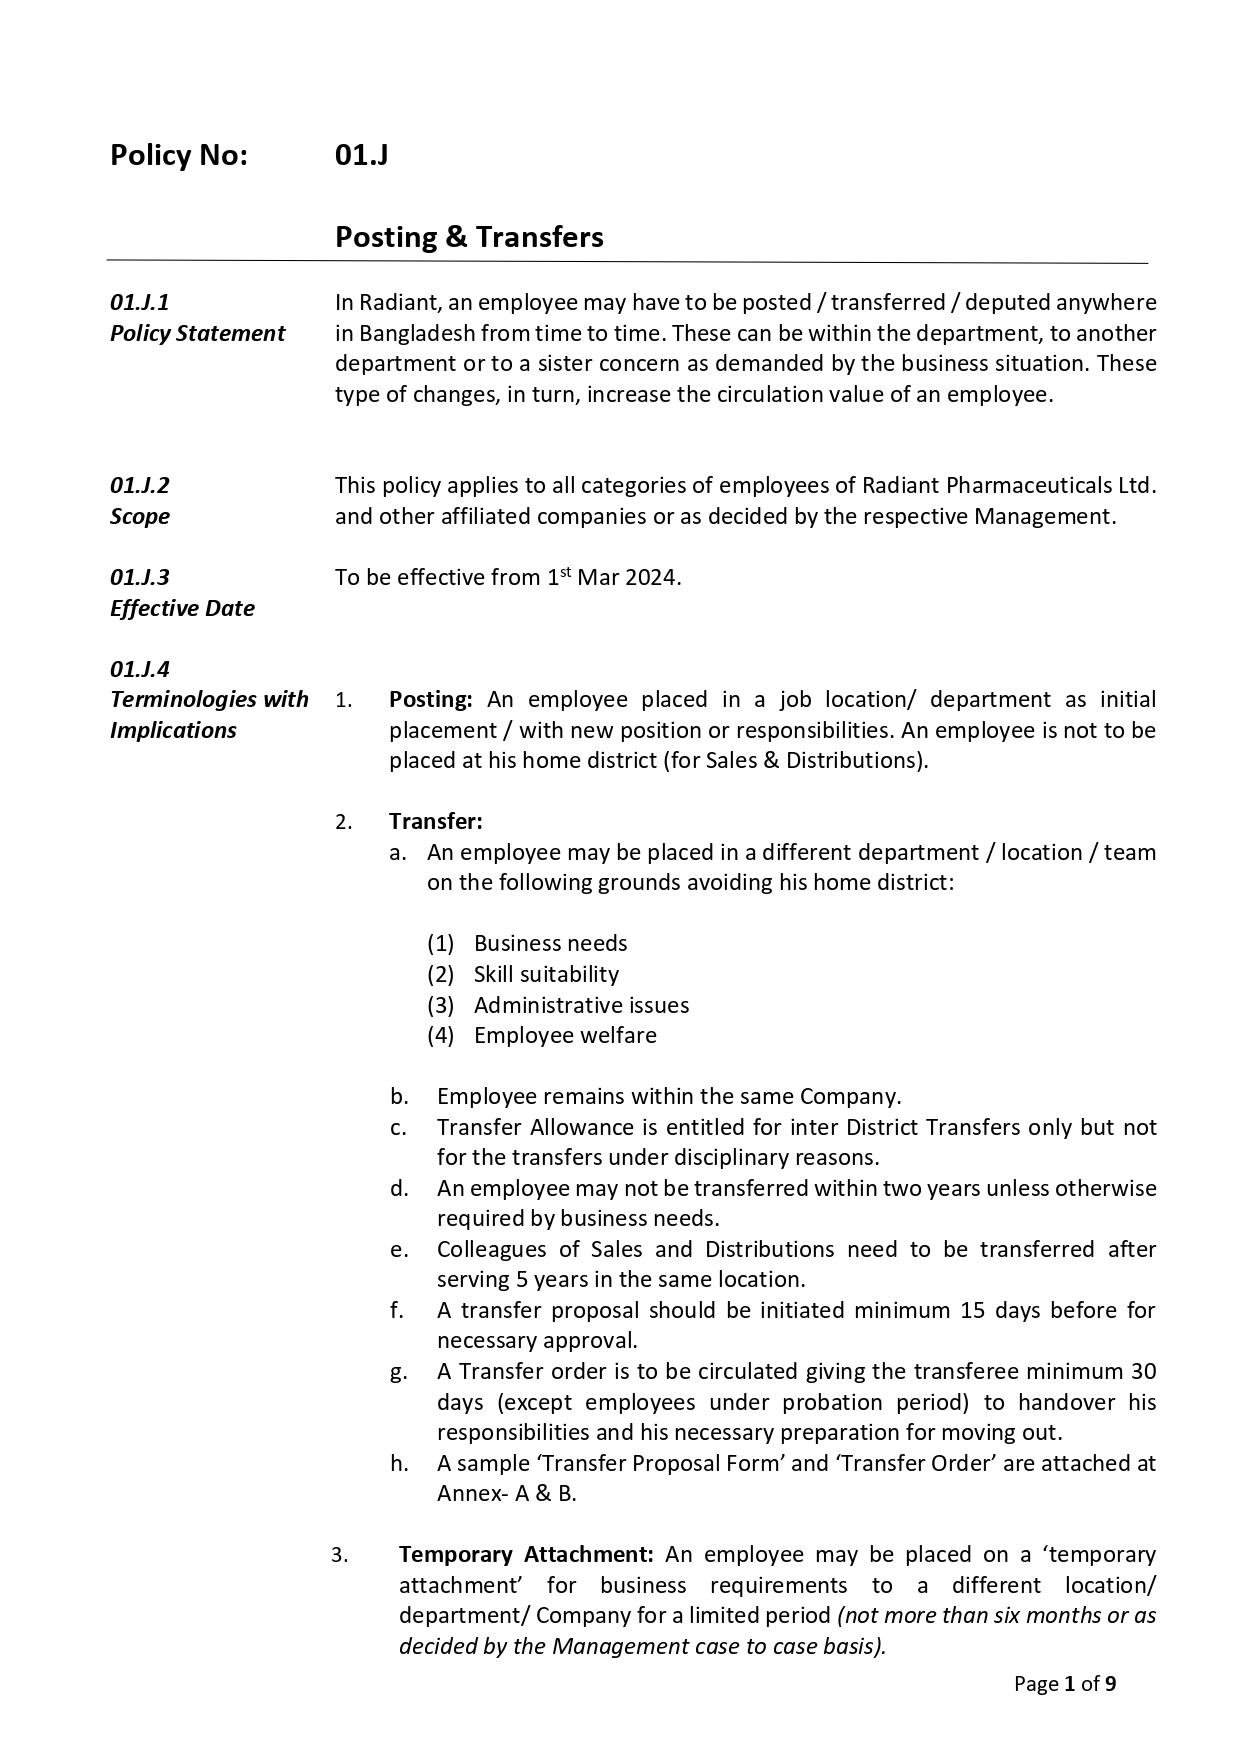 Policy No: 01.J
Posting & Transfers
01.J.1 In Radiant, an employee may have to be posted / transferred / deputed anywhere
Policy Statement in Bangladesh from time to time. These can be within the department, to another
department or to a sister concern as demanded by the business situation. These
type of changes, in turn, increase the circulation value of an employee.
01.J.2 This policy applies to all categories of employees of Radiant Pharmaceuticals Ltd.
Scope and other affiliated companies or as decided by the respective Management.
01.J.3 To be effective from 1st Mar 2024.
Effective Date
01.J.4
Terminologies with 1. Posting: An employee placed in a job location/ department as initial
Implications placement / with new position or responsibilities. An employee is not to be
placed at his home district (for Sales & Distributions).
2. Transfer:
a. An employee may be placed in a different department / location / team
on the following grounds avoiding his home district:
(1) Business needs
(2) Skill suitability
(3) Administrative issues
(4) Employee welfare
b. Employee remains within the same Company.
c. Transfer Allowance is entitled for inter District Transfers only but not
for the transfers under disciplinary reasons.
d. An employee may not be transferred within two years unless otherwise
required by business needs.
e. Colleagues of Sales and Distributions need to be transferred after
serving 5 years in the same location.
f. A transfer proposal should be initiated minimum 15 days before for
necessary approval.
g. A Transfer order is to be circulated giving the transferee minimum 30
days (except employees under probation period) to handover his
responsibilities and his necessary preparation for moving out.
h. A sample ‘Transfer Proposal Form’ and ‘Transfer Order’ are attached at
Annex- A & B.
3. Temporary Attachment: An employee may be placed on a ‘temporary
attachment’ for business requirements to a different location/
department/ Company for a limited period (not more than six months or as
decided by the Management case to case basis).
Page 1 of 9